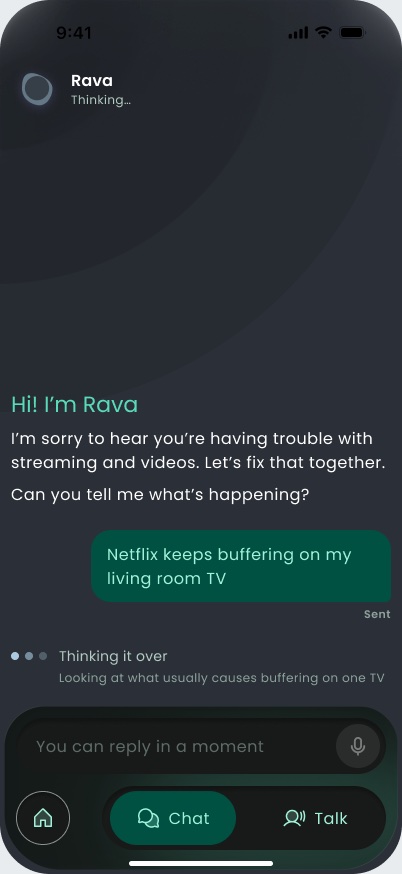 9:41
Rava
Thinking…
Hi! I’m Rava
I’m sorry to hear you’re having trouble with
streaming and videos. Let’s fix that together.
Can you tell me what’s happening?
Netflix keeps buffering on my
living room TV
Sent
Thinking it over
Looking at what usually causes buffering on one TV
You can reply in a moment
Chat
Talk